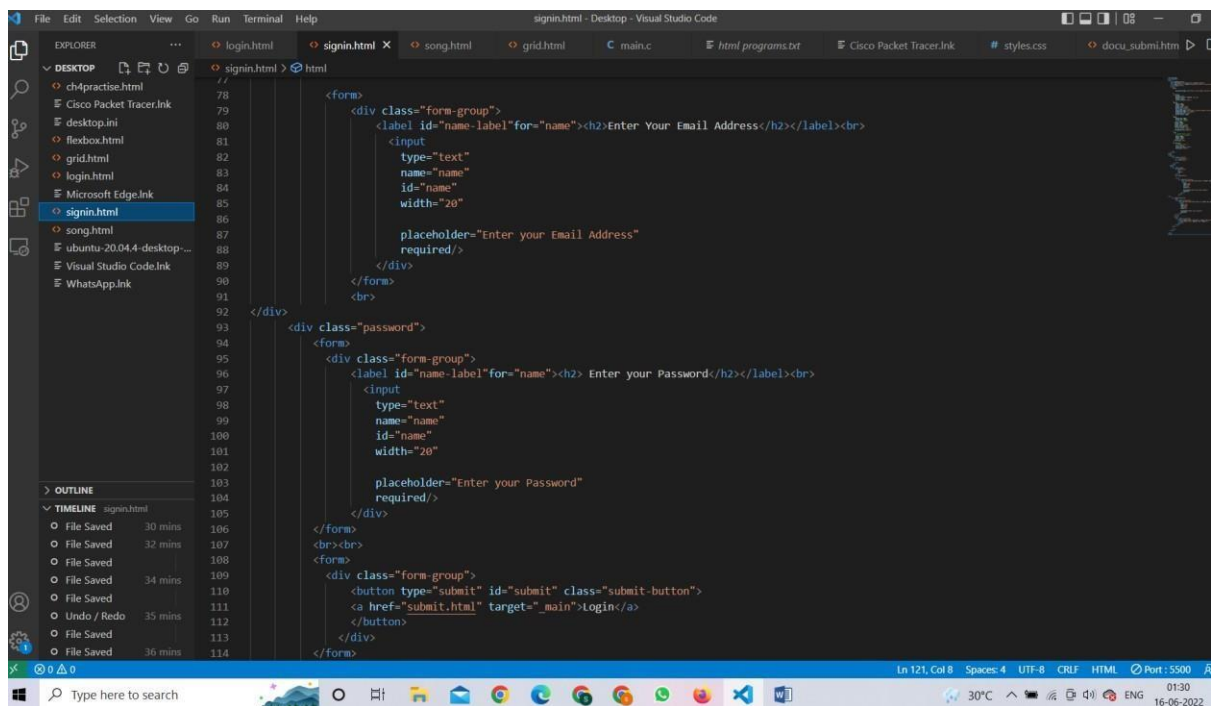 File Edit Selection View Go Run Terminal Help
signin.html - Desktop - Visual Studio Code
EXPLORER
login.html
signin.html
song.html
grid.html
main.c
html programs.txt
Cisco Packet Tracer.lnk
styles.css
docu_submi.htm
DESKTOP
ch4practise.html
Cisco Packet Tracer.lnk
desktop.ini
flexbox.html
grid.html
login.html
Microsoft Edge.lnk
signin.html
song.html
ubuntu-20.04.4-desktop-...
Visual Studio Code.lnk
WhatsApp.lnk
OUTLINE
TIMELINE signin.html
File Saved 30 mins
File Saved 32 mins
File Saved
File Saved 34 mins
File Saved
Undo / Redo 35 mins
File Saved
File Saved 36 mins
signin.html > html
77
78 <form>
79 <div class="form-group">
80 <label id="name-label"for="name"><h2>Enter Your Email Address</h2></label><br>
81 <input
82 type="text"
83 name="name"
84 id="name"
85 width="20"
86
87 placeholder="Enter your Email Address"
88 required/>
89 </div>
90 </form>
91 <br>
92 </div>
93 <div class="password">
94 <form>
95 <div class="form-group">
96 <label id="name-label"for="name"><h2> Enter your Password</h2></label><br>
97 <input
98 type="text"
99 name="name"
100 id="name"
101 width="20"
102
103 placeholder="Enter your Password"
104 required/>
105 </div>
106 </form>
107 <br><br>
108 <form>
109 <div class="form-group">
110 <button type="submit" id="submit" class="submit-button">
111 <a href="submit.html" target="_main">Login</a>
112 </button>
113 </div>
114 </form>
0 0
Ln 121, Col 8 Spaces: 4 UTF-8 CRLF HTML Port : 5500
Type here to search
30°C
ENG
01:30
16-06-2022